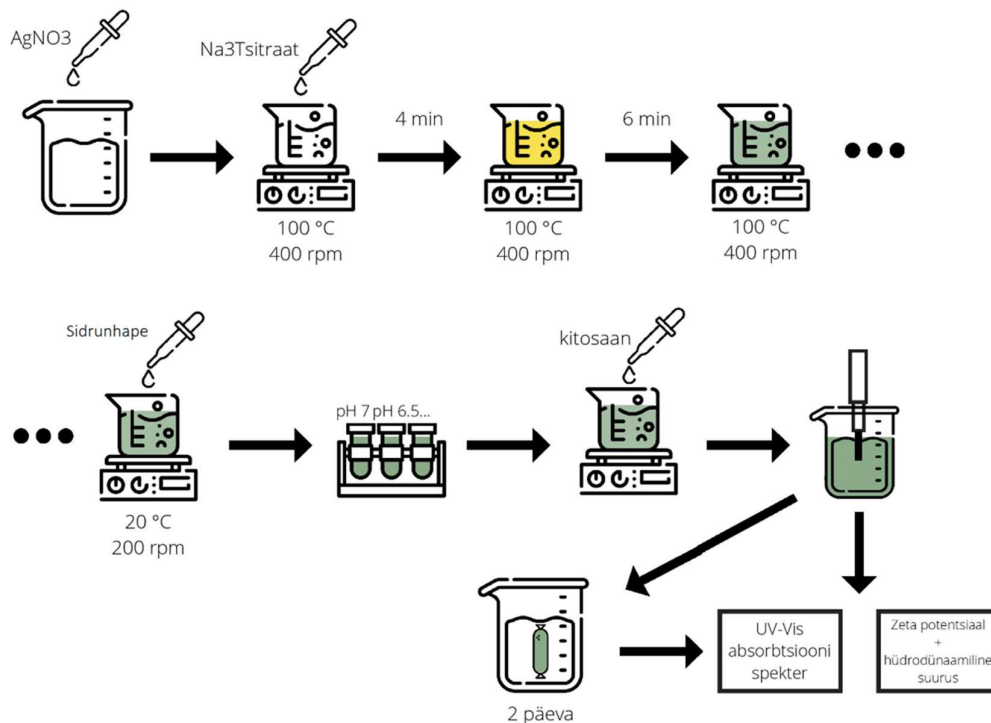 AgNO3
Na3Tsitraat
4 min
6 min
100 °C
400 rpm
100 °C
400 rpm
100 °C
400 rpm
Sidrunhape
kitosaan
pH 7 pH 6.5...
20 °C
200 rpm
UV-Vis
absorbtsiooni
spekter
Zeta potentsiaal
+
hüdrodünaamiline
suurus
2 päeva